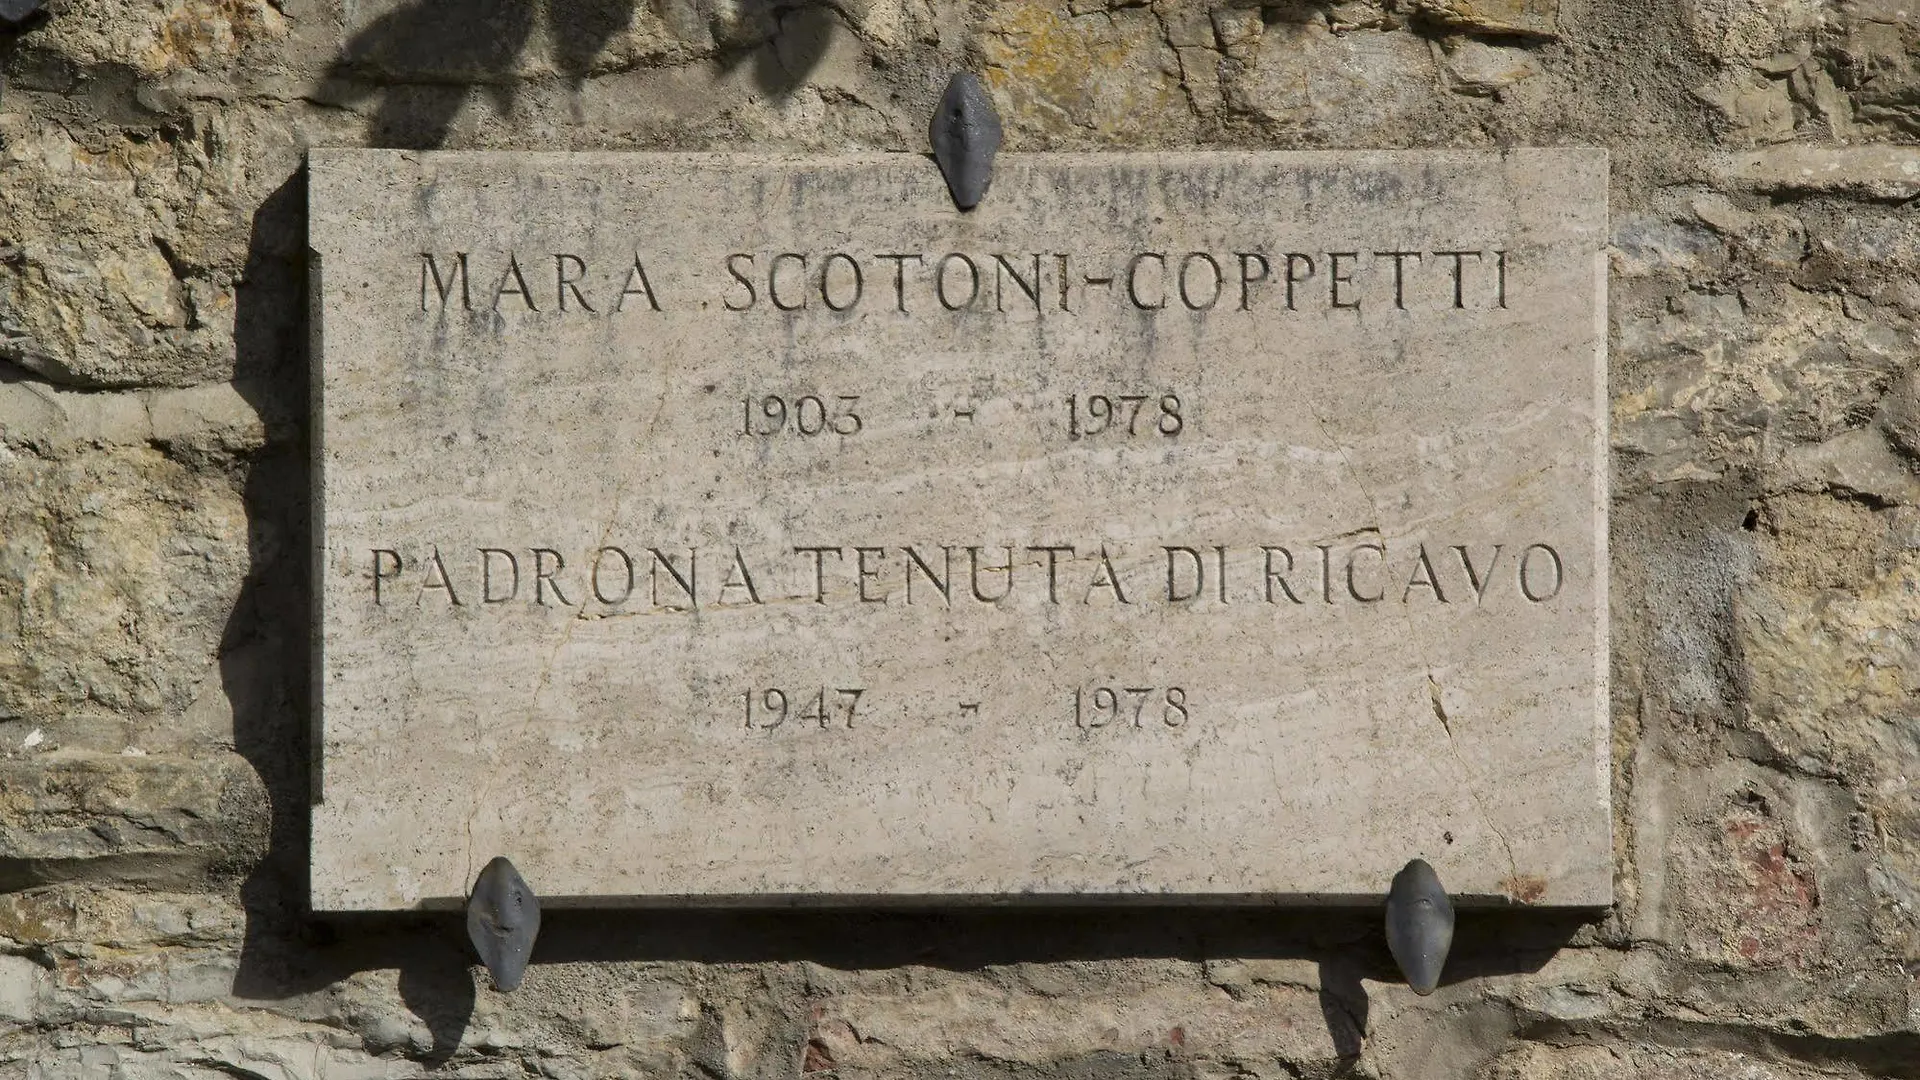 MARA SCOTONI-COPPETTI
1903 - 1978
PADRONA TENUTA DI RICAVO
1947 - 1978